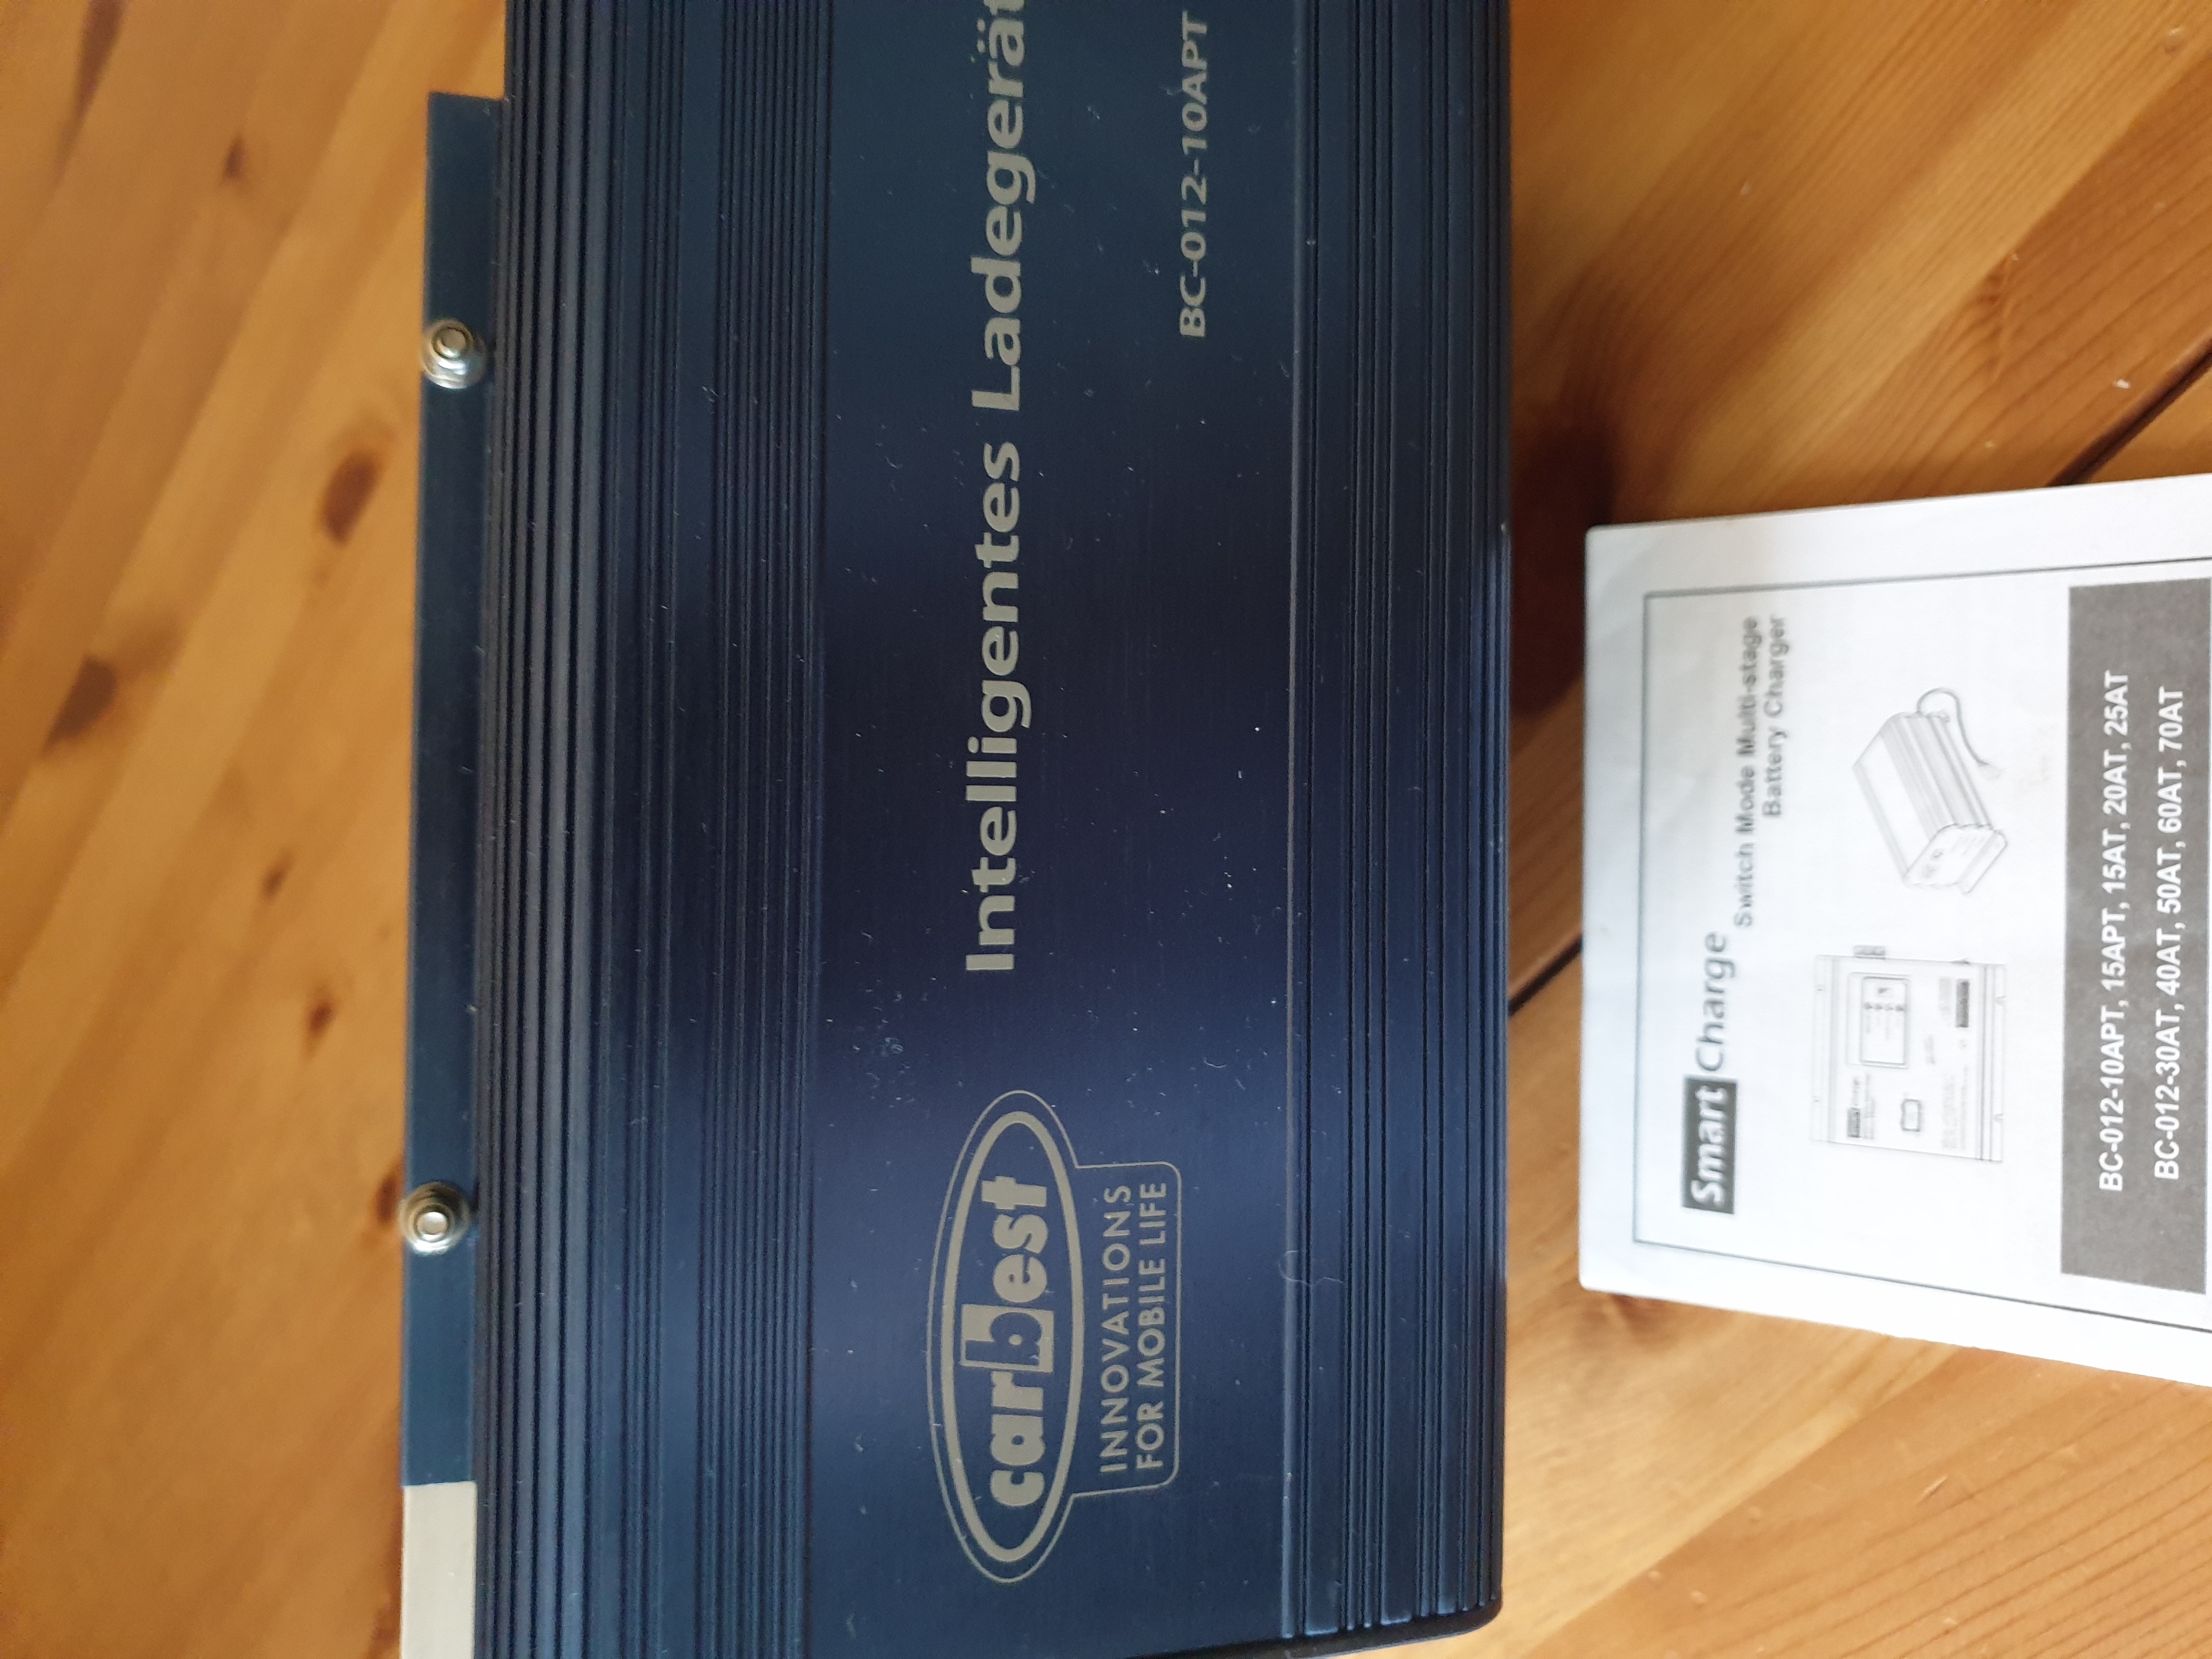 carbest
INNOVATIONS
FOR MOBILE LIFE
Intelligentes Ladegerät
BC-012-10APT
Smart Charge
Switch Mode Multi-stage
Battery Charger
BC-012-10APT, 15APT, 15AT, 20AT, 25AT
BC-012-30AT, 40AT, 50AT, 60AT, 70AT